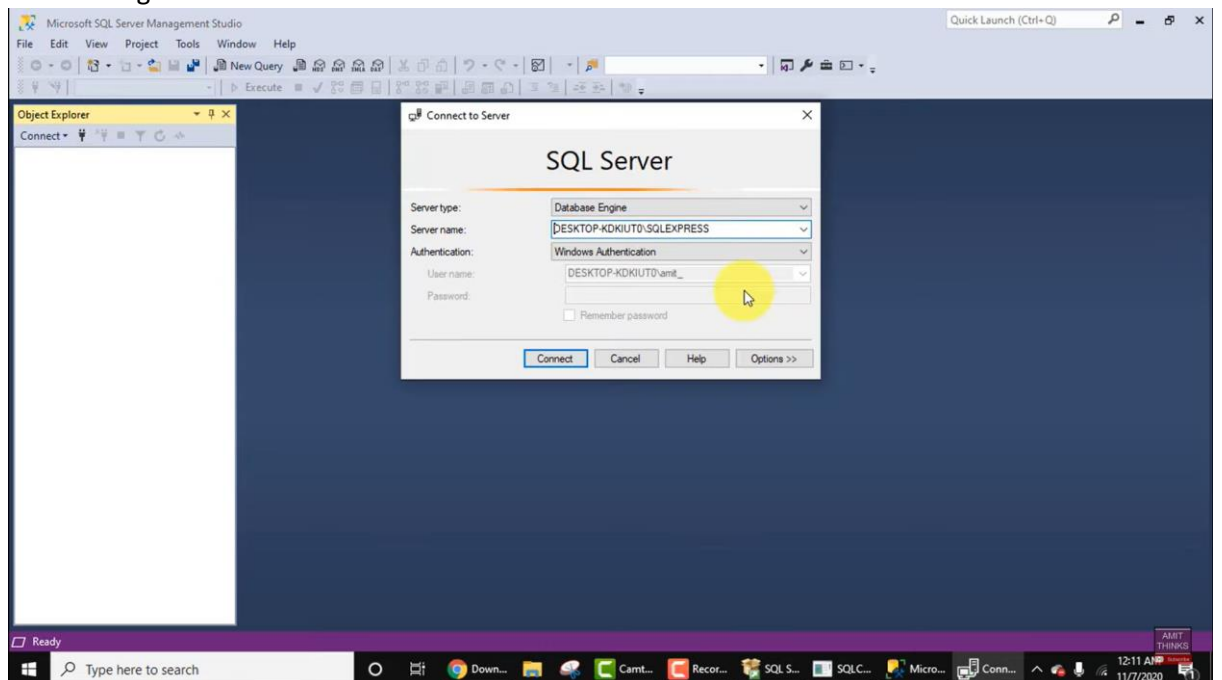 Microsoft SQL Server Management Studio
Quick Launch (Ctrl+Q)
File Edit View Project Tools Window Help
New Query
Execute
Object Explorer
Connect
Connect to Server
SQL Server
Server type: Database Engine
Server name: DESKTOP-KDKIUT0\SQLEXPRESS
Authentication: Windows Authentication
User name: DESKTOP-KDKIUT0\amit_
Password:
Remember password
Connect Cancel Help Options >>
Ready
AMIT
THINKS
Type here to search
Down... Camt... Recor... SQL S... SQLC... Micro... Conn...
12:11 AM
11/7/2020